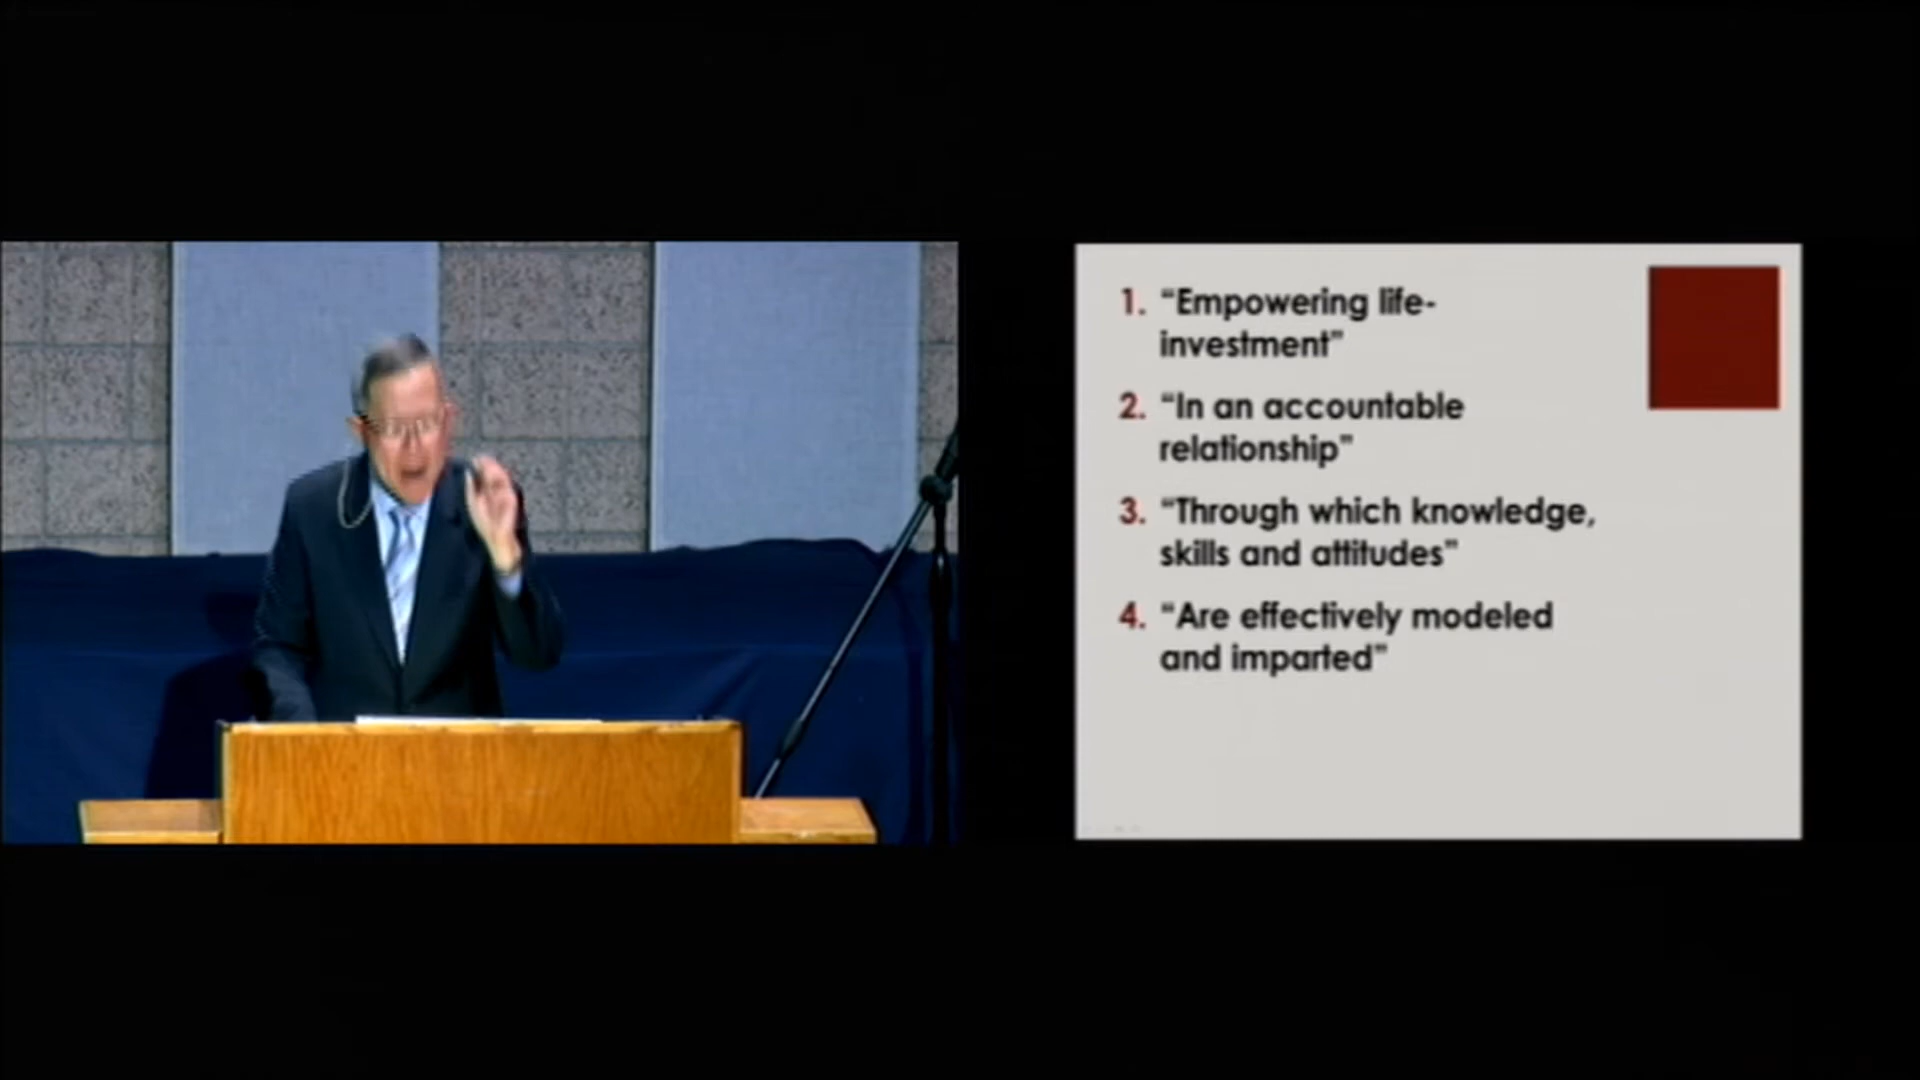 1. “Empowering life-
investment”
2. “In an accountable
relationship”
3. “Through which knowledge,
skills and attitudes”
4. “Are effectively modeled
and imparted”